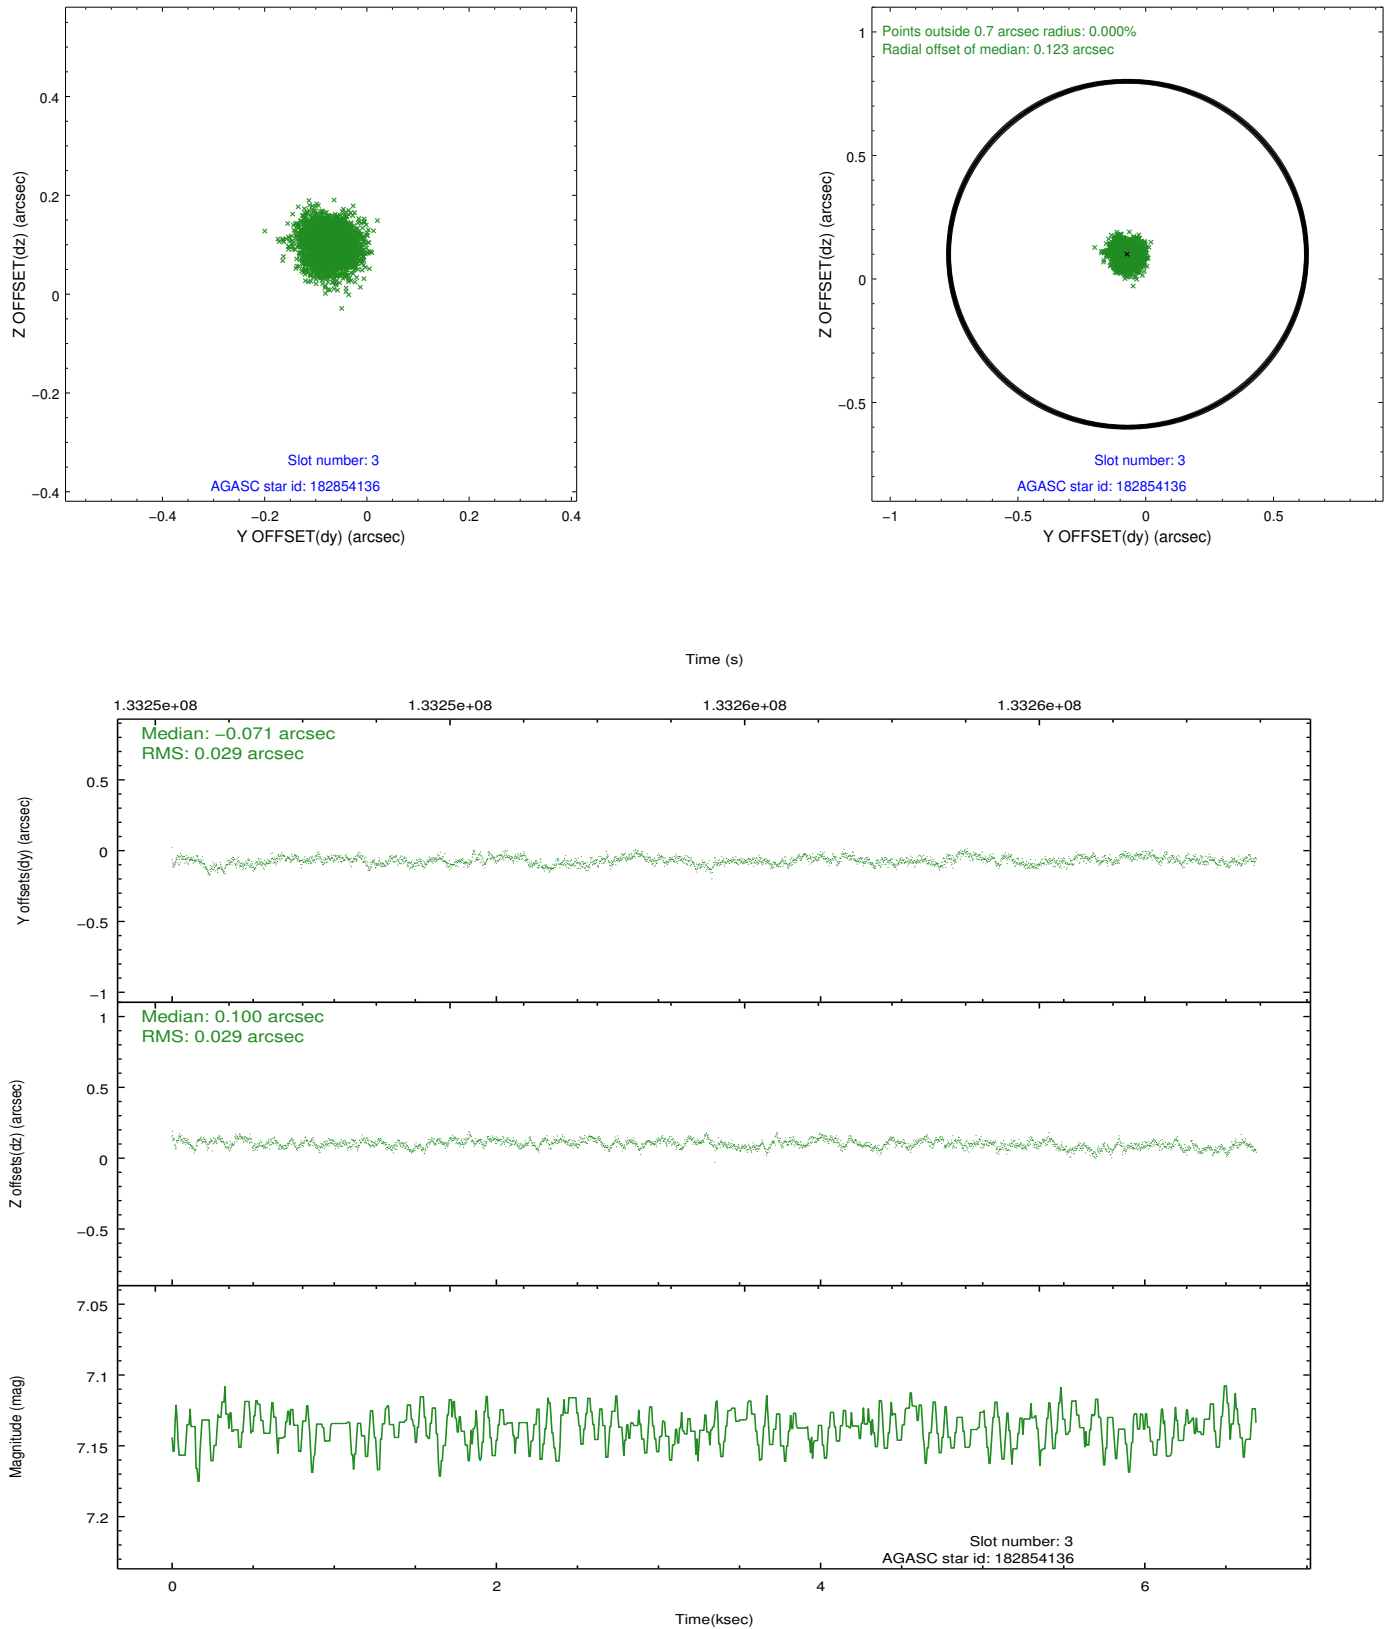 0.4
0.2
0
−0.2
−0.4
Z OFFSET(dz) (arcsec)
Slot number: 3
AGASC star id: 182854136
−0.4 −0.2 0 0.2 0.4
Y OFFSET(dy) (arcsec)
Points outside 0.7 arcsec radius: 0.000%
Radial offset of median: 0.123 arcsec
1
0.5
0
−0.5
Z OFFSET(dz) (arcsec)
Slot number: 3
AGASC star id: 182854136
−1 −0.5 0 0.5
Y OFFSET(dy) (arcsec)
Time (s)
1.3325e+08 1.3325e+08 1.3326e+08 1.3326e+08
Median: −0.071 arcsec
RMS: 0.029 arcsec
0.5
0
−0.5
−1
Y offsets(dy) (arcsec)
Median: 0.100 arcsec
RMS: 0.029 arcsec
1
0.5
0
−0.5
Z offsets(dz) (arcsec)
7.05
7.1
7.15
7.2
Magnitude (mag)
Slot number: 3
AGASC star id: 182854136
0 2 4 6
Time(ksec)